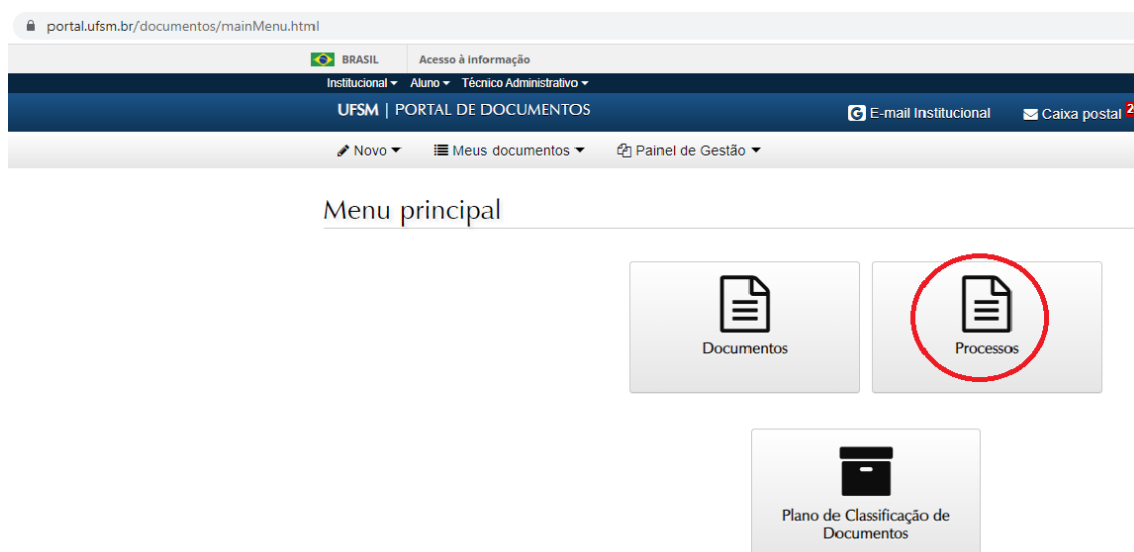 portal.ufsm.br/documentos/mainMenu.html
BRASIL Acesso à informação
Institucional Aluno Técnico Administrativo
UFSM | PORTAL DE DOCUMENTOS E-mail Institucional Caixa postal 2
Novo Meus documentos Painel de Gestão
Menu principal
Documentos Processos
Plano de Classificação de
Documentos